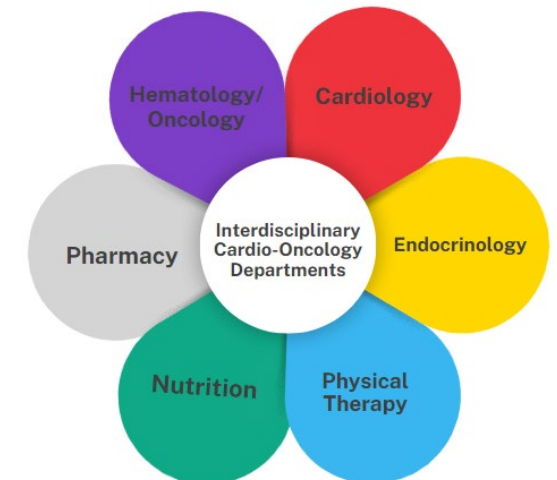 Hematology/
Oncology
Cardiology
Interdisciplinary
Cardio-Oncology
Departments
Endocrinology
Pharmacy
Nutrition
Physical
Therapy